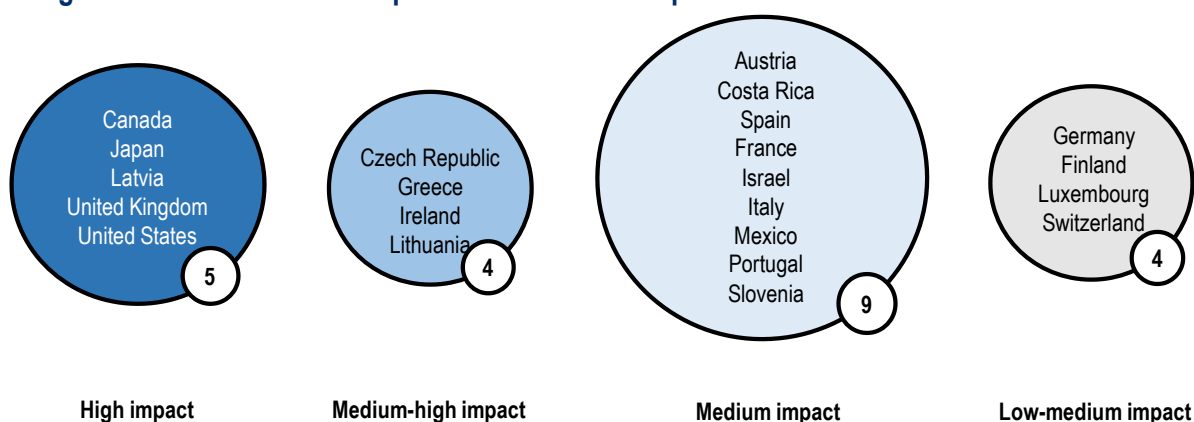 Canada
Japan
Latvia
United Kingdom
United States
5
Czech Republic
Greece
Ireland
Lithuania
4
Austria
Costa Rica
Spain
France
Israel
Italy
Mexico
Portugal
Slovenia
9
Germany
Finland
Luxembourg
Switzerland
4
High impact
Medium-high impact
Medium impact
Low-medium impact